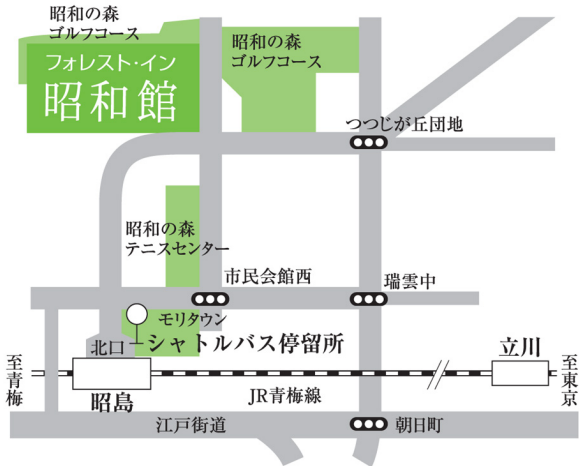 昭和の森
ゴルフコース
昭和の森
ゴルフコース
フォレスト・イン
昭和館
つつじが丘団地
昭和の森
テニスセンター
市民会館西
瑞雲中
モリタウン
北口
シャトルバス停留所
立川
至青梅
昭島
JR青梅線
至東京
江戸街道
朝日町